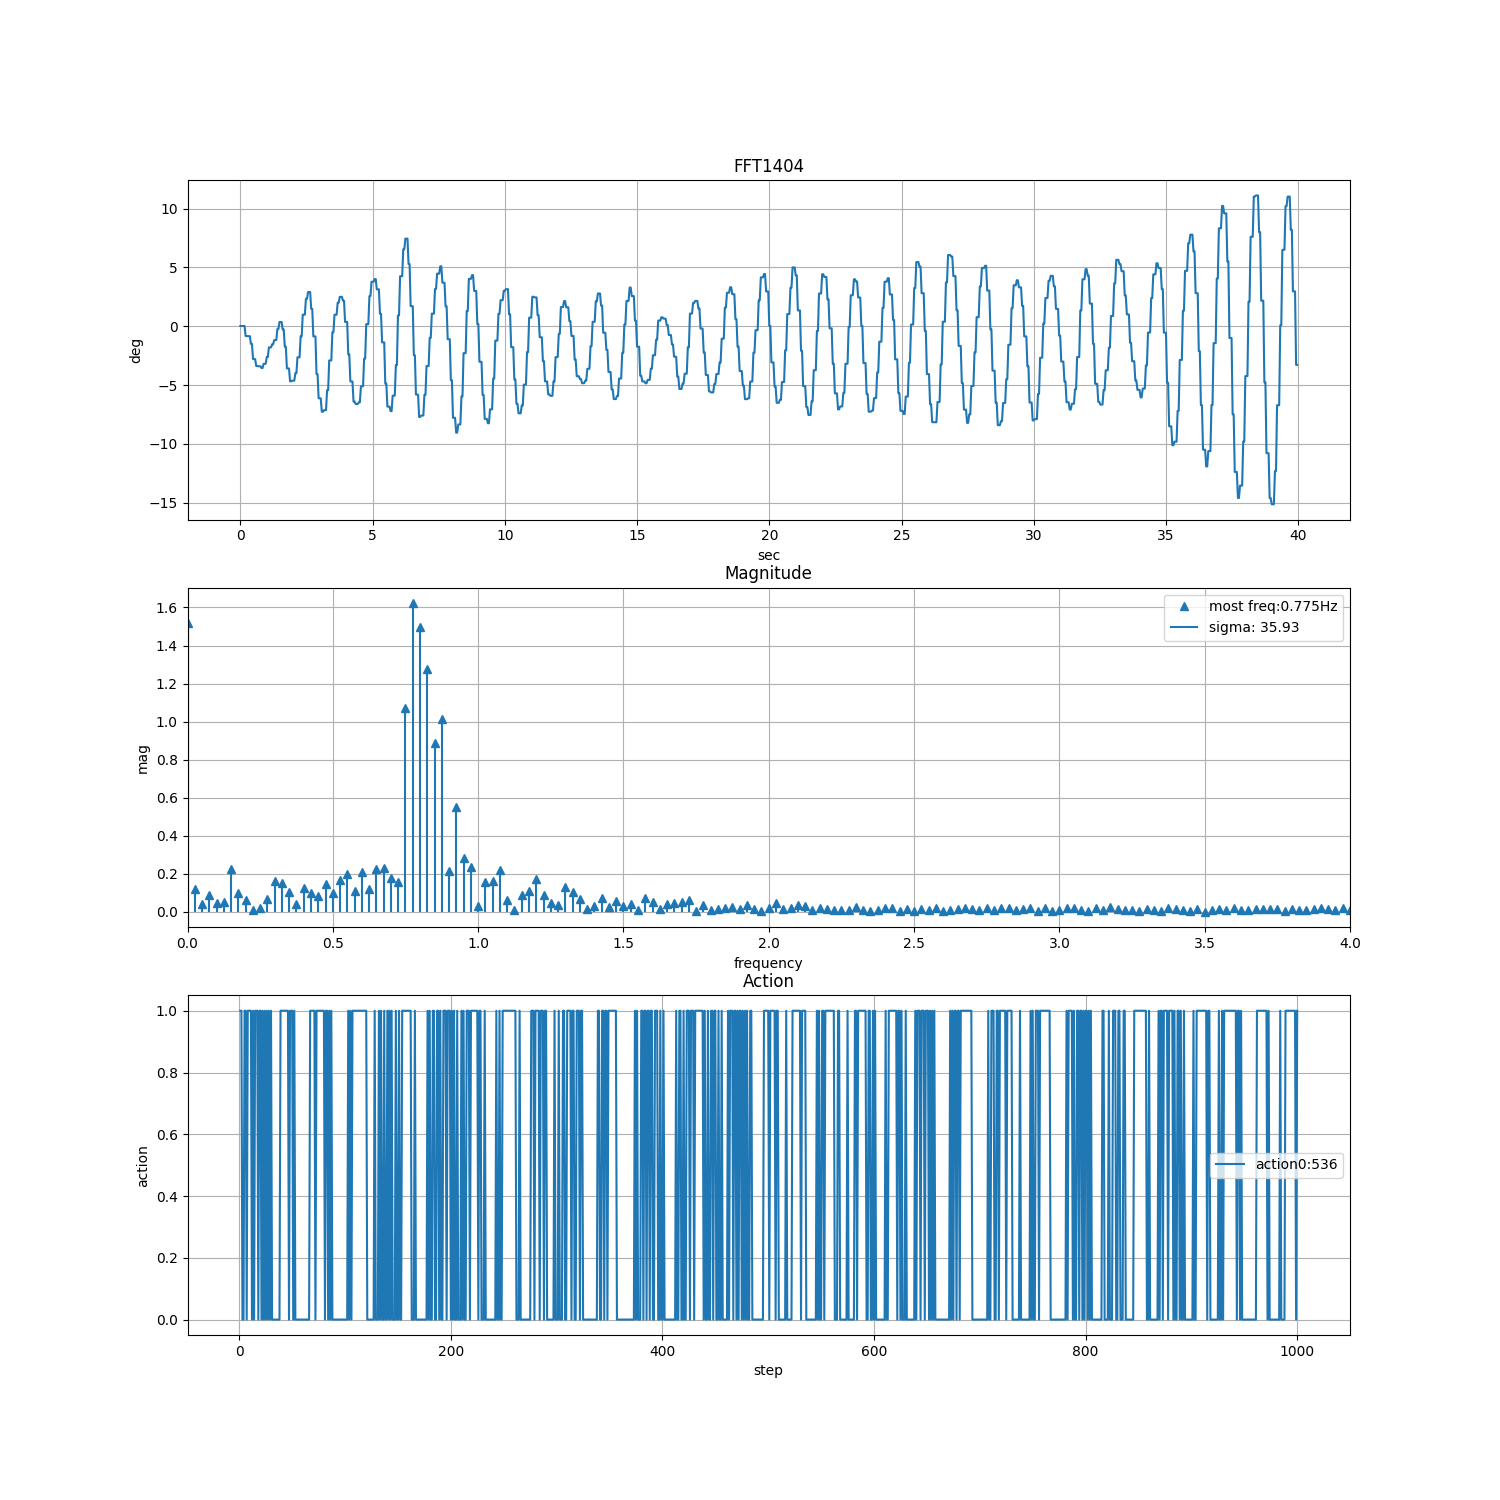 FFT1404
10
5
0
−5
−10
−15
deg
0 5 10 15 20 25 30 35 40
sec
Magnitude
1.6
1.4
1.2
1.0
0.8
0.6
0.4
0.2
0.0
mag
most freq:0.775Hz
sigma: 35.93
0.0 0.5 1.0 1.5 2.0 2.5 3.0 3.5 4.0
frequency
Action
1.0
0.8
0.6
0.4
0.2
0.0
action
action0:536
0 200 400 600 800 1000
step